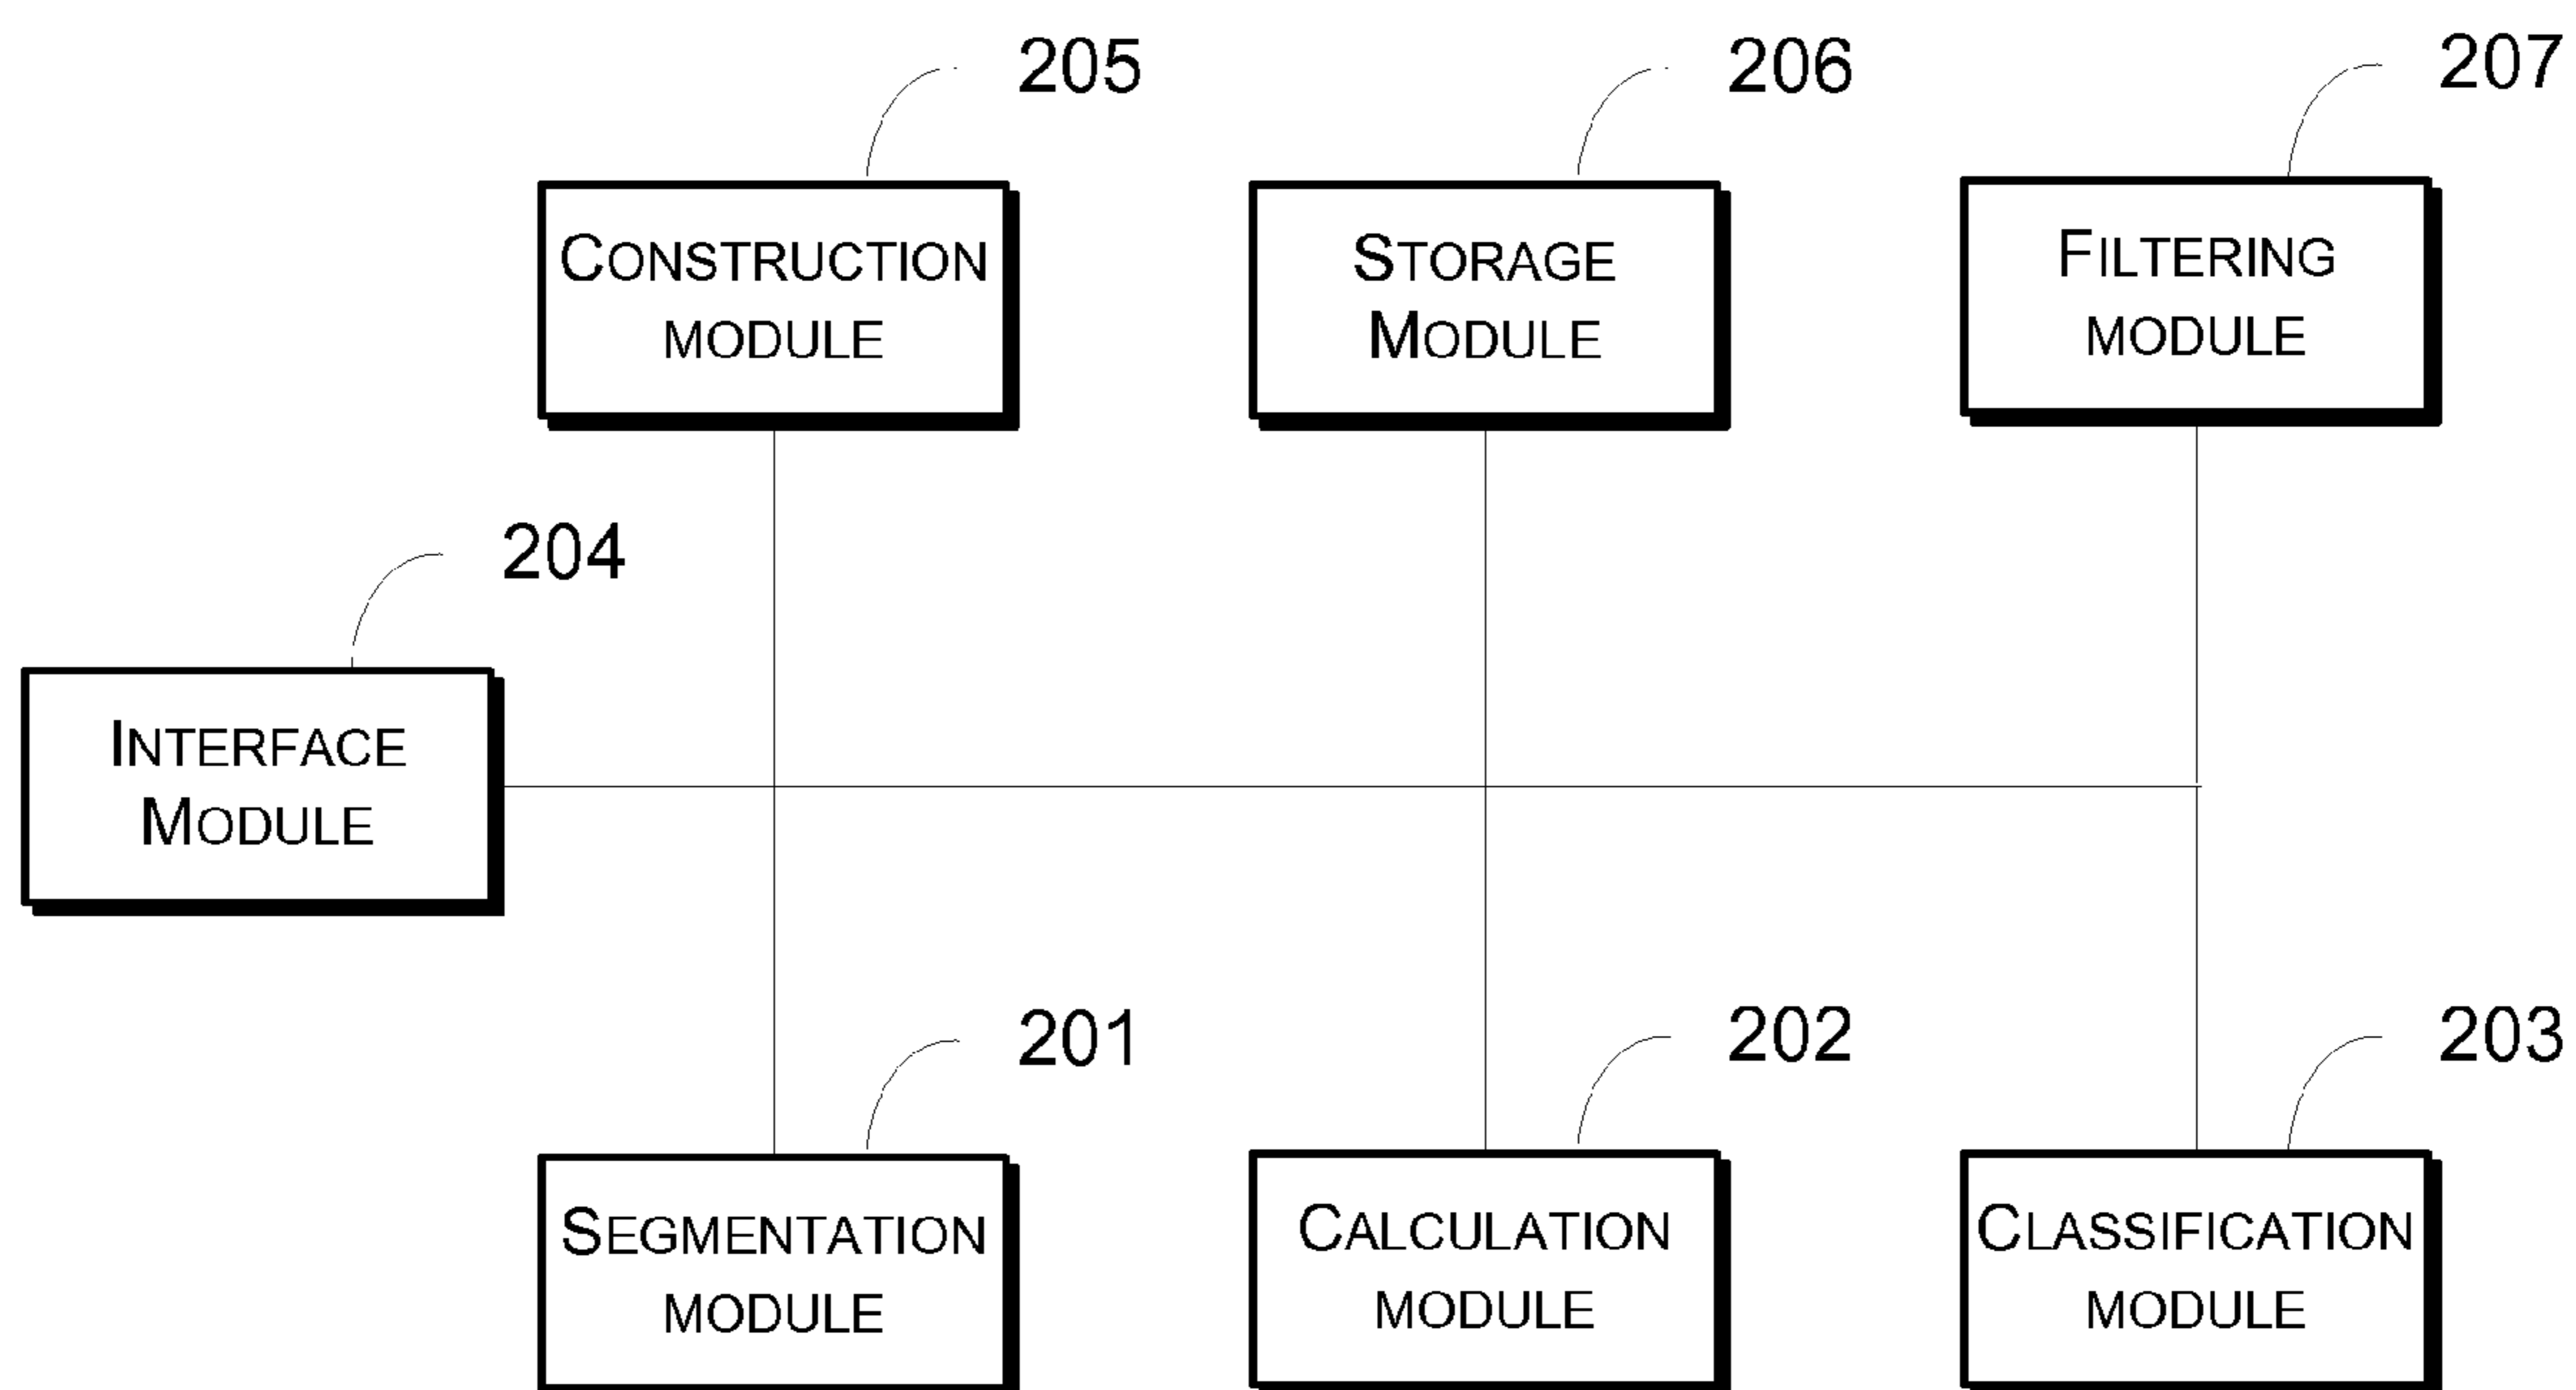 205
206
207
CONSTRUCTION
MODULE
STORAGE
MODULE
FILTERING
MODULE
204
INTERFACE
MODULE
201
202
203
SEGMENTATION
MODULE
CALCULATION
MODULE
CLASSIFICATION
MODULE